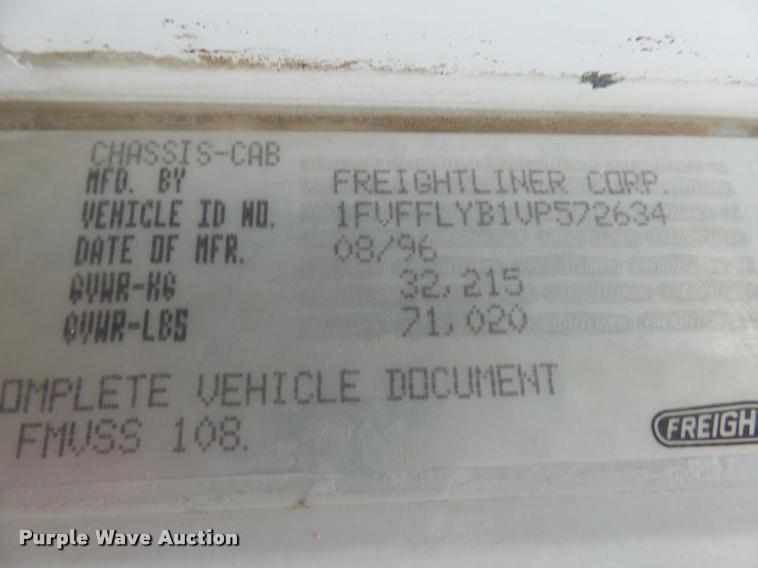 CHASSIS-CAB
MFD. BY FREIGHTLINER CORP.
VEHICLE ID NO. 1FVFFLYB1VP572634
DATE OF MFR. 08/96
GVWR-KG 32,215
GVWR-LBS 71,020
OMPLETE VEHICLE DOCUMENT
FMVSS 108.
FREIGH
Purple Wave Auction